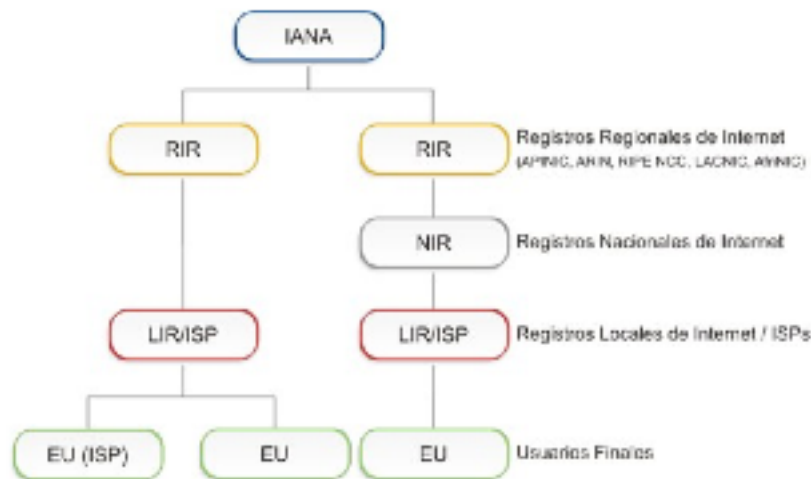 IANA
RIR
RIR
Registros Regionales de Internet
(APNIC, ARIN, RIPE NCC, LACNIC, AfriNIC)
NIR
Registros Nacionales de Internet
LIR/ISP
LIR/ISP
Registros Locales de Internet / ISPs
EU (ISP)
EU
EU
Usuarios Finales